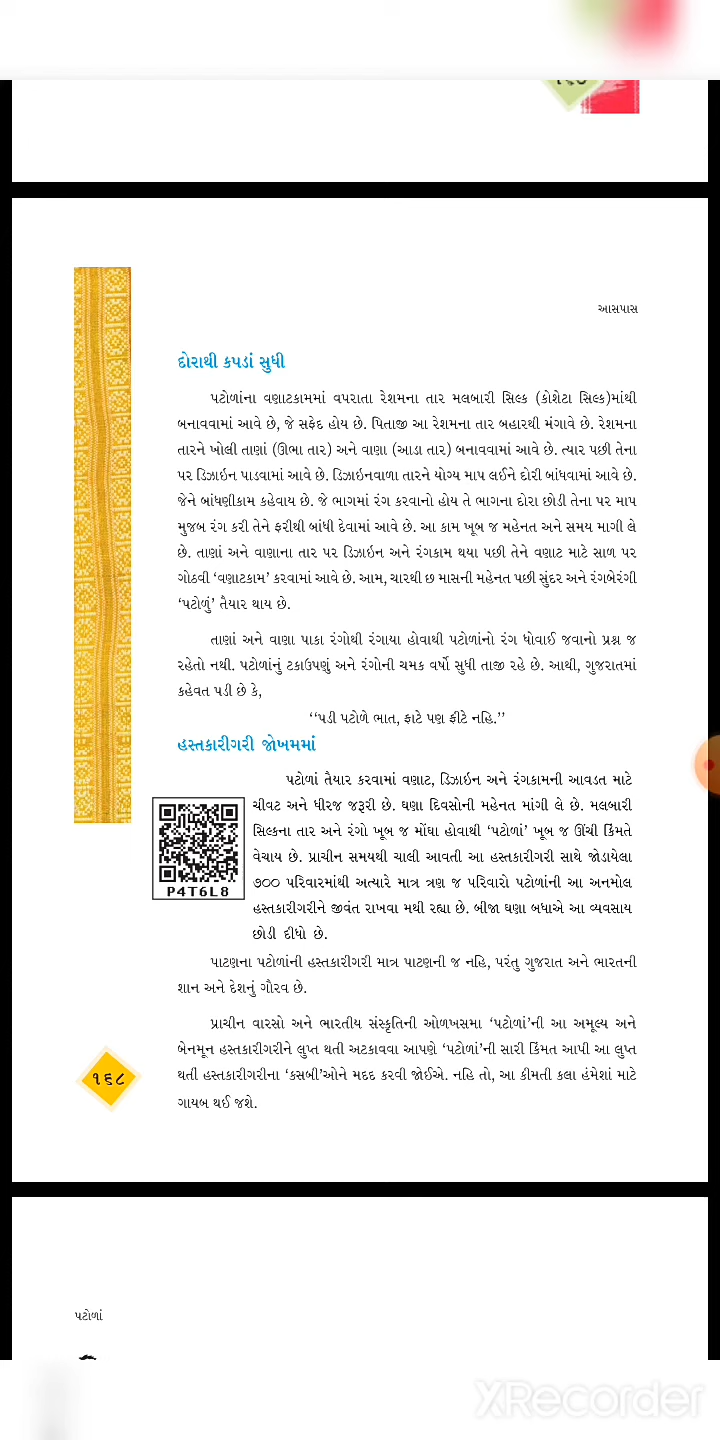 આસપાસ
દોરાથી કપડાં સુધી
પટોળાંના વણાટકામમાં વપરાતા રેશમના તાર મલબારી સિલ્ક (કોશેટા સિલ્ક)માંથી
બનાવવામાં આવે છે, જે સફેદ હોય છે. પિતાજી આ રેશમના તાર બહારથી મંગાવે છે. રેશમના
તારને ખોલી તાણાં (ઊભા તાર) અને વાણા (આડા તાર) બનાવવામાં આવે છે. ત્યાર પછી તેના
પર ડિઝાઇન પાડવામાં આવે છે. ડિઝાઇનવાળા તારને યોગ્ય માપ લઈને દોરી બાંધવામાં આવે છે.
જેને બાંધણીકામ કહેવાય છે. જે ભાગમાં રંગ કરવાનો હોય તે ભાગના દોરા છોડી તેના પર માપ
મુજબ રંગ કરી તેને ફરીથી બાંધી દેવામાં આવે છે. આ કામ ખૂબ જ મહેનત અને સમય માગી લે
છે. તાણાં અને વાણાના તાર પર ડિઝાઇન અને રંગકામ થયા પછી તેને વણાટ માટે સાળ પર
ગોઠવી ‘વણાટકામ’ કરવામાં આવે છે. આમ, ચારથી છ માસની મહેનત પછી સુંદર અને રંગબેરંગી
‘પટોળું’ તૈયાર થાય છે.
તાણાં અને વાણા પાકા રંગોથી રંગાયા હોવાથી પટોળાંનો રંગ ધોવાઈ જવાનો પ્રશ્ન જ
રહેતો નથી. પટોળાંનું ટકાઉપણું અને રંગોની ચમક વર્ષો સુધી તાજી રહે છે. આથી, ગુજરાતમાં
કહેવત પડી છે કે,
‘‘પડી પટોળે ભાત, ફાટે પણ ફીટે નહિ.’’
હસ્તકારીગરી જોખમમાં
પટોળાં તૈયાર કરવામાં વણાટ, ડિઝાઇન અને રંગકામની આવડત માટે
ચીવટ અને ધીરજ જરૂરી છે. ઘણા દિવસોની મહેનત માંગી લે છે. મલબારી
સિલ્કના તાર અને રંગો ખૂબ જ મોંઘા હોવાથી ‘પટોળાં’ ખૂબ જ ઊંચી કિંમતે
વેચાય છે. પ્રાચીન સમયથી ચાલી આવતી આ હસ્તકારીગરી સાથે જોડાયેલા
૭૦૦ પરિવારમાંથી અત્યારે માત્ર ત્રણ જ પરિવારો પટોળાંની આ અનમોલ
હસ્તકારીગરીને જીવંત રાખવા મથી રહ્યા છે. બીજા ઘણા બધાએ આ વ્યવસાય
છોડી દીધો છે.
P4T6L8
પાટણના પટોળાંની હસ્તકારીગરી માત્ર પાટણની જ નહિ, પરંતુ ગુજરાત અને ભારતની
શાન અને દેશનું ગૌરવ છે.
પ્રાચીન વારસો અને ભારતીય સંસ્કૃતિની ઓળખસમા ‘પટોળાં’ની આ અમૂલ્ય અને
બેનમૂન હસ્તકારીગરીને લુપ્ત થતી અટકાવવા આપણે ‘પટોળાં’ની સારી કિંમત આપી આ લુપ્ત
થતી હસ્તકારીગરીના ‘કસબી’ઓને મદદ કરવી જોઈએ. નહિ તો, આ કીમતી કલા હંમેશાં માટે
ગાયબ થઈ જશે.
૧૬૮
પટોળાં
XRecorder